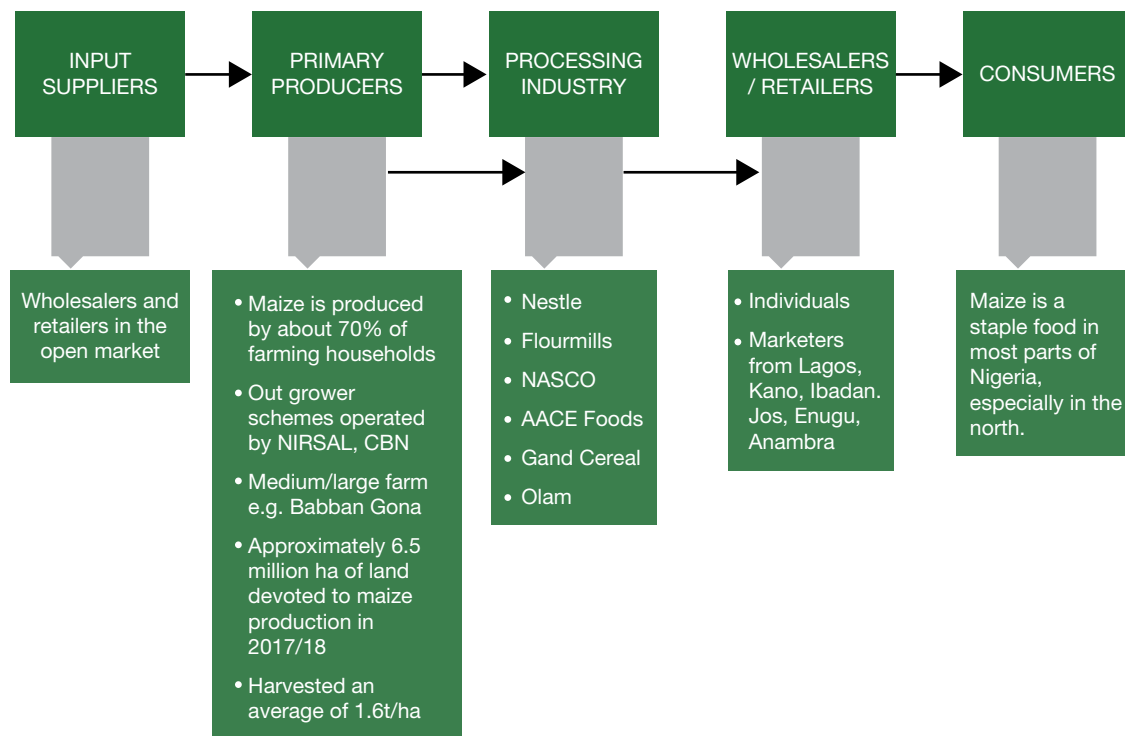 INPUT
SUPPLIERS
PRIMARY
PRODUCERS
PROCESSING
INDUSTRY
WHOLESALERS
/ RETAILERS
CONSUMERS
Wholesalers and
retailers in the
open market
• Maize is produced
by about 70% of
farming households
• Out grower
schemes operated
by NIRSAL, CBN
• Medium/large farm
e.g. Babban Gona
• Approximately 6.5
million ha of land
devoted to maize
production in
2017/18
• Harvested an
average of 1.6t/ha
• Nestle
• Flourmills
• NASCO
• AACE Foods
• Gand Cereal
• Olam
• Individuals
• Marketers
from Lagos,
Kano, Ibadan.
Jos, Enugu,
Anambra
Maize is a
staple food in
most parts of
Nigeria,
especially in the
north.